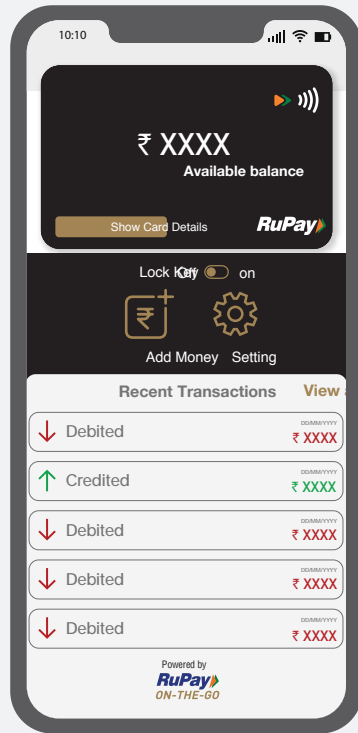 10:10
₹ XXXX
Available balance
Show Card Details
RuPay
Lock Key Off on
₹
Add Money Setting
Recent Transactions View
DD/MM/YYYY
Debited ₹ XXXX
DD/MM/YYYY
Credited ₹ XXXX
DD/MM/YYYY
Debited ₹ XXXX
DD/MM/YYYY
Debited ₹ XXXX
DD/MM/YYYY
Debited ₹ XXXX
Powered by
RuPay
ON-THE-GO